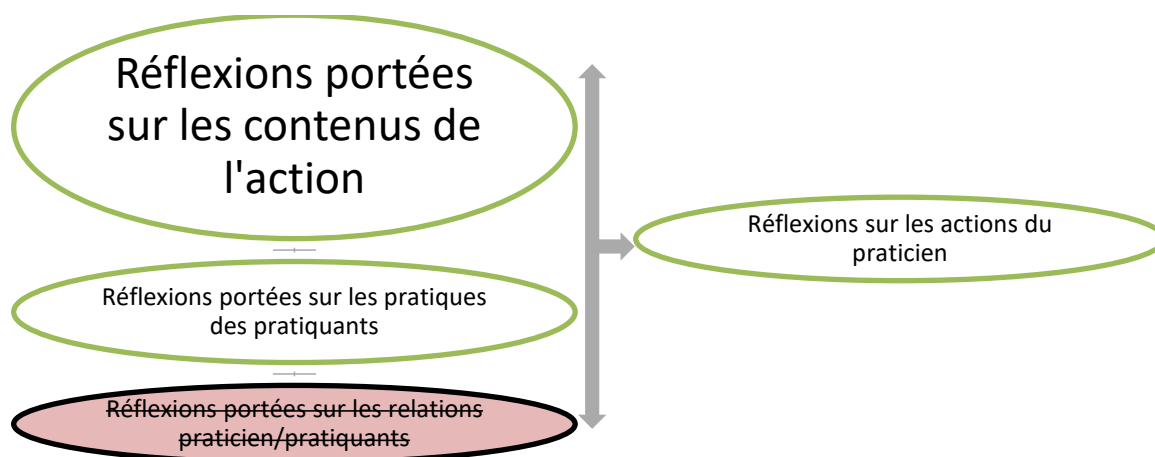 Réflexions portées
sur les contenus de
l'action
Réflexions portées sur les pratiques
des pratiquants
Réflexions portées sur les relations
praticien/pratiquants
Réflexions sur les actions du
praticien